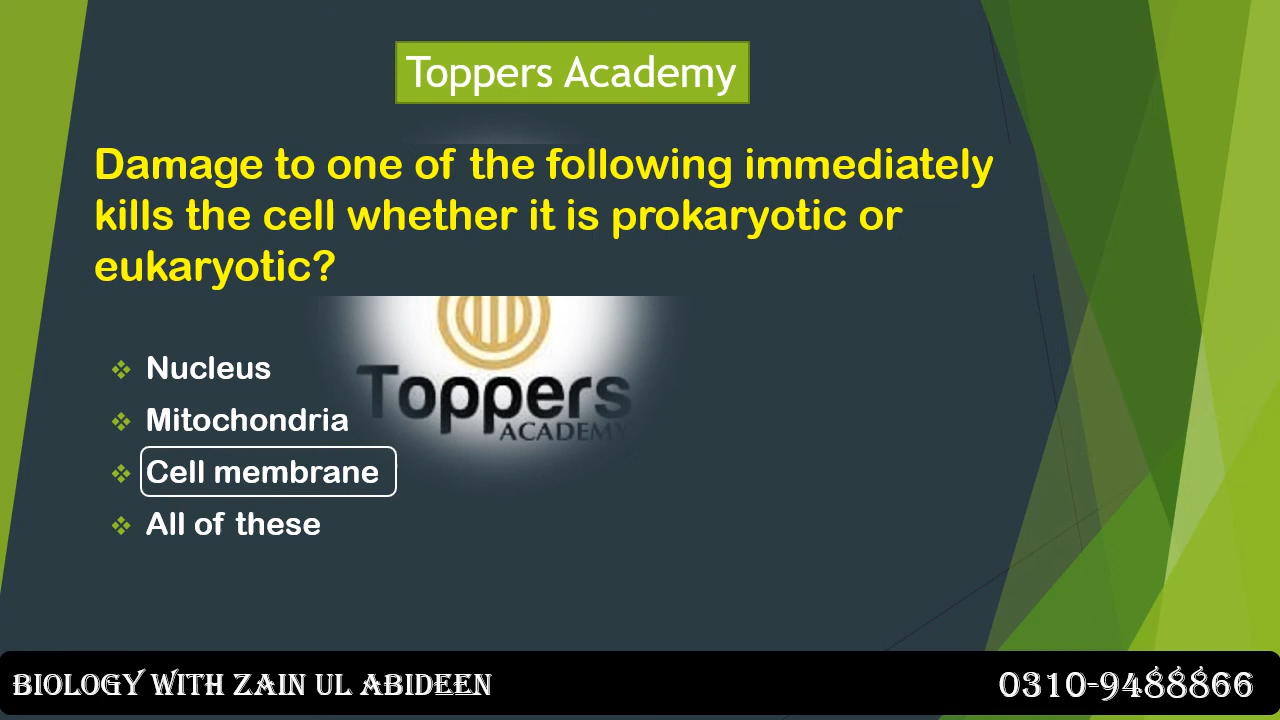 Toppers Academy
Damage to one of the following immediately
kills the cell whether it is prokaryotic or
eukaryotic?
Nucleus
Mitochondria
Cell membrane
All of these
Toppers
ACADEMY
BIOLOGY WITH ZAIN UL ABIDEEN
0310-9488866